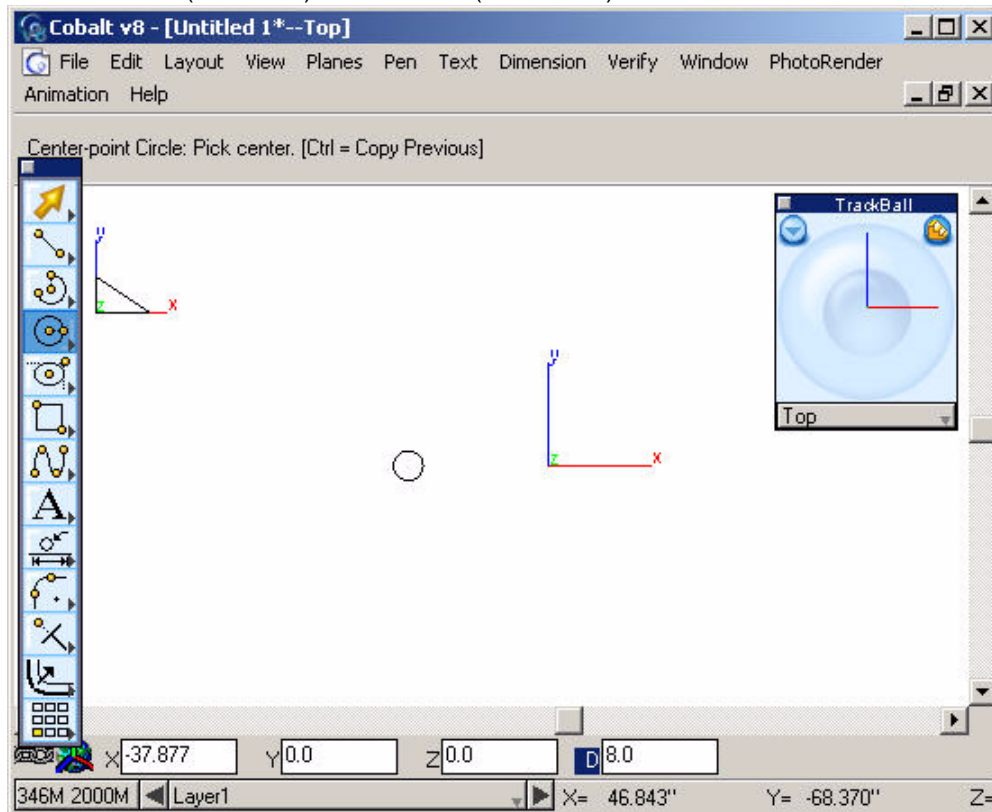 Cobalt v8 - [Untitled 1*--Top]
File Edit Layout View Planes Pen Text Dimension Verify Window PhotoRender
Animation Help
Center-point Circle: Pick center. [Ctrl = Copy Previous]
TrackBall
y
z x
y
z x
Top
A
X -37.877 Y 0.0 Z 0.0 D 8.0
346M 2000M Layer1 X= 46.843" Y= -68.370" Z=